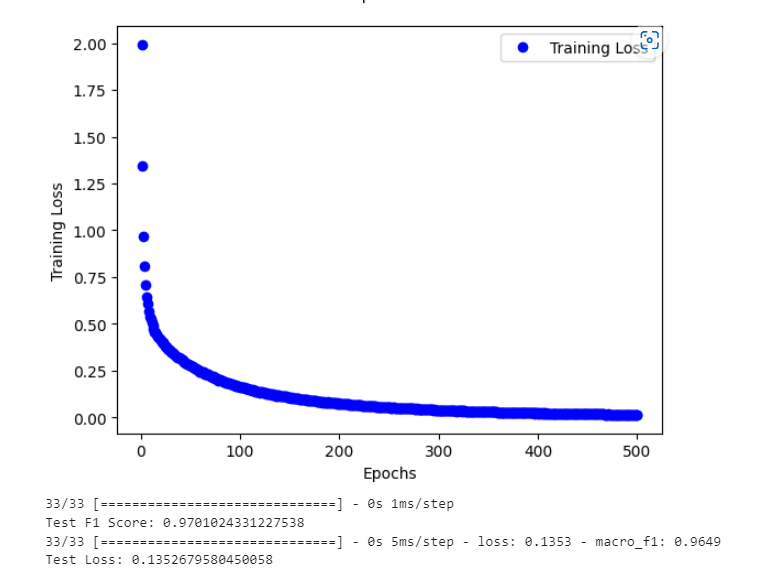 Training Loss
2.00
1.75
1.50
1.25
1.00
0.75
0.50
0.25
0.00
Training Loss
0 100 200 300 400 500
Epochs
33/33 [==============================] - 0s 1ms/step
Test F1 Score: 0.9701024331227538
33/33 [==============================] - 0s 5ms/step - loss: 0.1353 - macro_f1: 0.9649
Test Loss: 0.1352679580450058